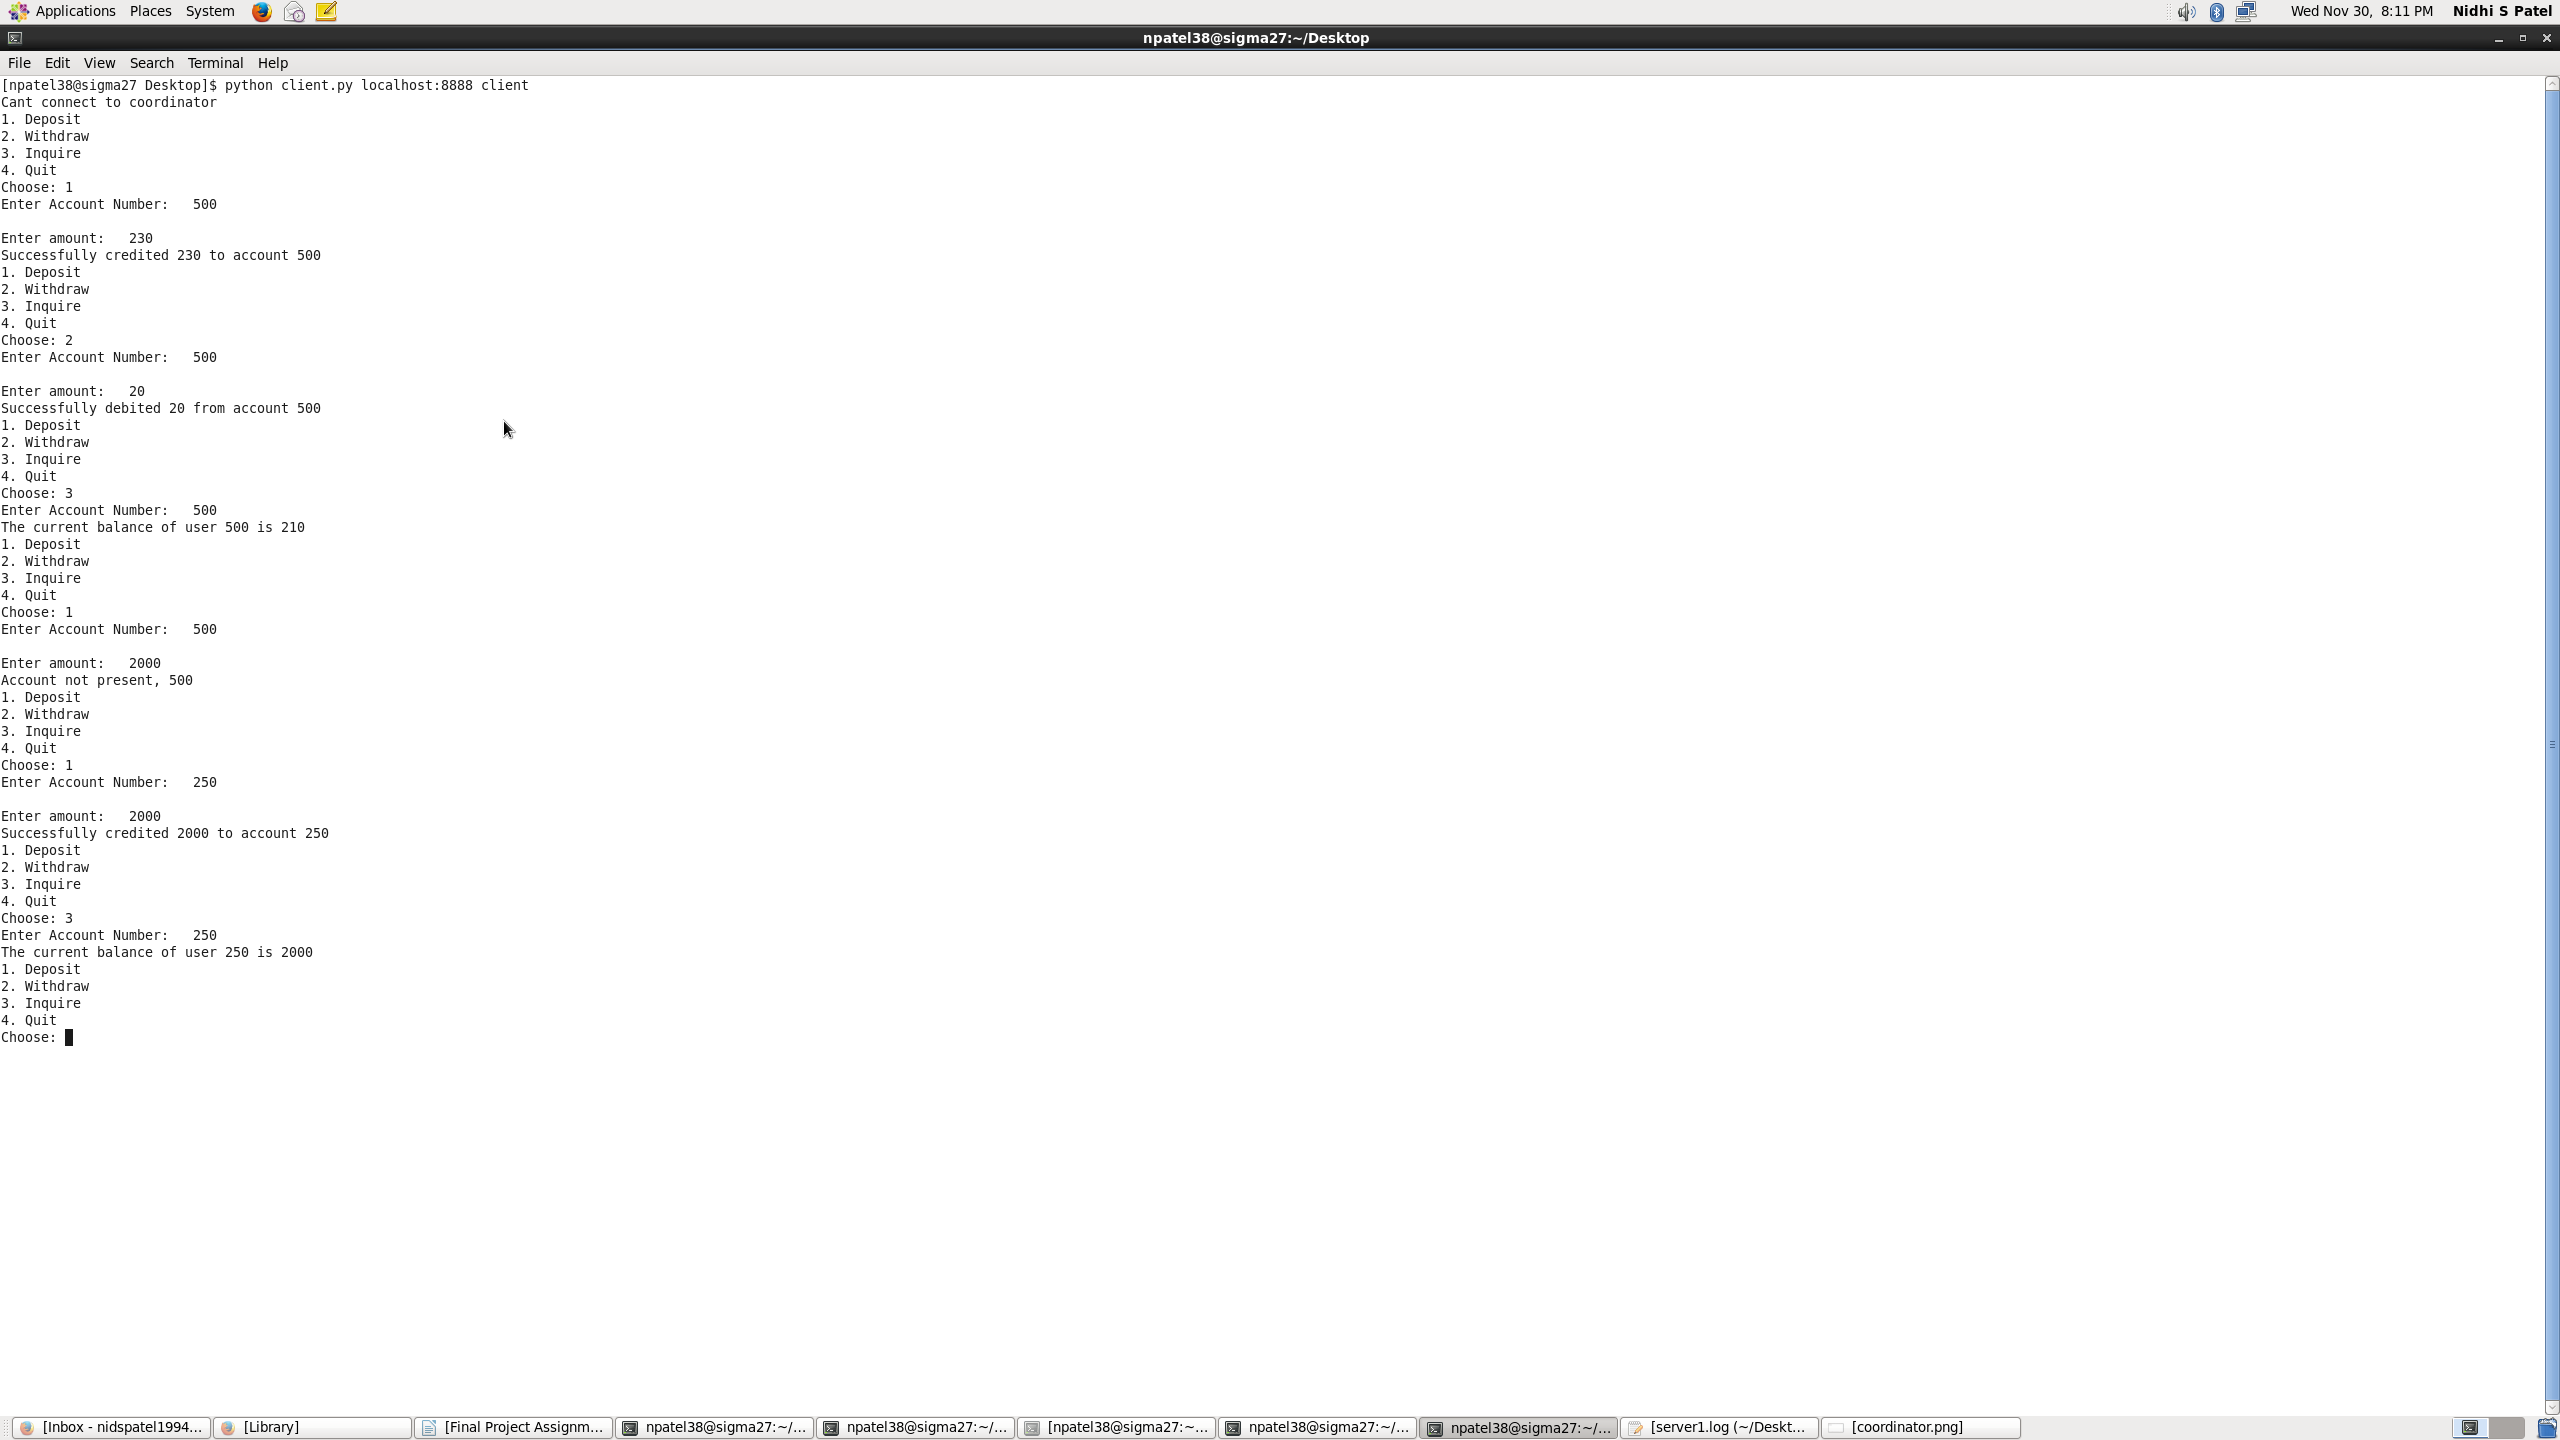 Applications Places System Wed Nov 30, 8:11 PM Nidhi S Patel
npatel38@sigma27:~/Desktop
File Edit View Search Terminal Help
[npatel38@sigma27 Desktop]$ python client.py localhost:8888 client
Cant connect to coordinator
1. Deposit
2. Withdraw
3. Inquire
4. Quit
Choose: 1
Enter Account Number:   500
Enter amount:   230
Successfully credited 230 to account 500
1. Deposit
2. Withdraw
3. Inquire
4. Quit
Choose: 2
Enter Account Number:   500
Enter amount:   20
Successfully debited 20 from account 500
1. Deposit
2. Withdraw
3. Inquire
4. Quit
Choose: 3
Enter Account Number:   500
The current balance of user 500 is 210
1. Deposit
2. Withdraw
3. Inquire
4. Quit
Choose: 1
Enter Account Number:   500
Enter amount:   2000
Account not present, 500
1. Deposit
2. Withdraw
3. Inquire
4. Quit
Choose: 1
Enter Account Number:   250
Enter amount:   2000
Successfully credited 2000 to account 250
1. Deposit
2. Withdraw
3. Inquire
4. Quit
Choose: 3
Enter Account Number:   250
The current balance of user 250 is 2000
1. Deposit
2. Withdraw
3. Inquire
4. Quit
Choose:
[Inbox - nidspatel1994... [Library] [Final Project Assignm... npatel38@sigma27:~/... npatel38@sigma27:~/... [npatel38@sigma27:~... npatel38@sigma27:~/... npatel38@sigma27:~/... [server1.log (~/Deskt... [coordinator.png]